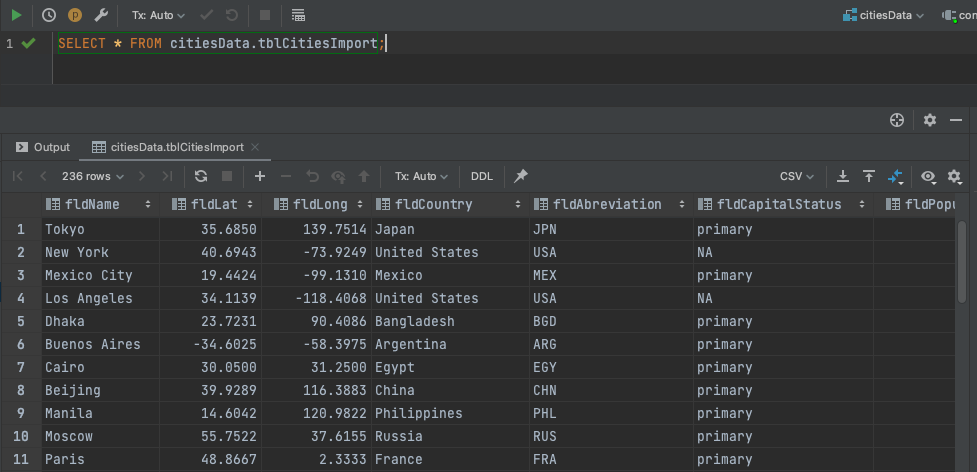 Tx: Auto citiesData con
1 SELECT * FROM citiesData.tblCitiesImport;
Output citiesData.tblCitiesImport
236 rows Tx: Auto DDL CSV
fldName fldLat fldLong fldCountry fldAbreviation fldCapitalStatus fldPopu
1 Tokyo 35.6850 139.7514 Japan JPN primary
2 New York 40.6943 -73.9249 United States USA NA
3 Mexico City 19.4424 -99.1310 Mexico MEX primary
4 Los Angeles 34.1139 -118.4068 United States USA NA
5 Dhaka 23.7231 90.4086 Bangladesh BGD primary
6 Buenos Aires -34.6025 -58.3975 Argentina ARG primary
7 Cairo 30.0500 31.2500 Egypt EGY primary
8 Beijing 39.9289 116.3883 China CHN primary
9 Manila 14.6042 120.9822 Philippines PHL primary
10 Moscow 55.7522 37.6155 Russia RUS primary
11 Paris 48.8667 2.3333 France FRA primary